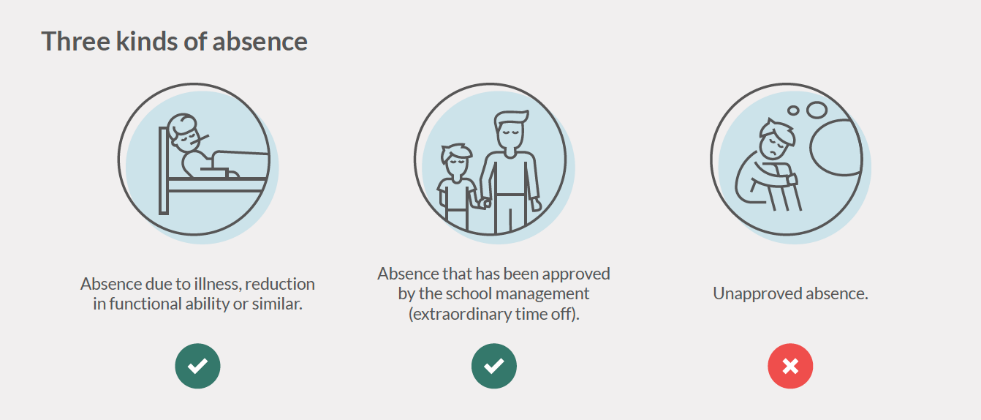 Three kinds of absence
Absence due to illness, reduction
in functional ability or similar.
Absence that has been approved
by the school management
(extraordinary time off).
Unapproved absence.